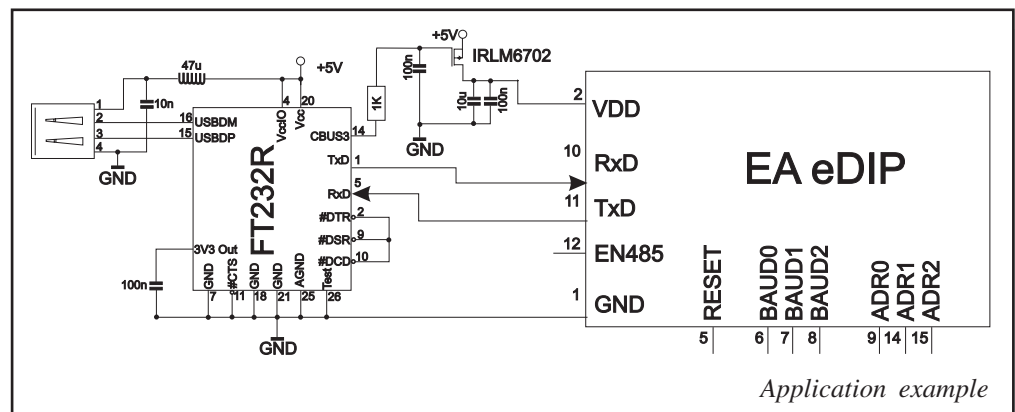 +5V
IRLM6702
47u
+5V
100n
1K
10u
100n
1
2
3
4
10n
GND
16 USBDM
15 USBDP
4
VccIO
20
Vcc
CBUS3 14
TxD 1
RxD 5
#DTR 2
#DSR 9
#DCD 10
FT232R
3V3 Out
100n
GND
7
#CTS
11
GND
18
GND
21
AGND
25
Test
26
GND
GND
EA eDIP
2 VDD
10 RxD
11 TxD
12 EN485
1 GND
RESET
BAUD0
BAUD1
BAUD2
ADR0
ADR1
ADR2
5
6
7
8
9
14
15
Application example